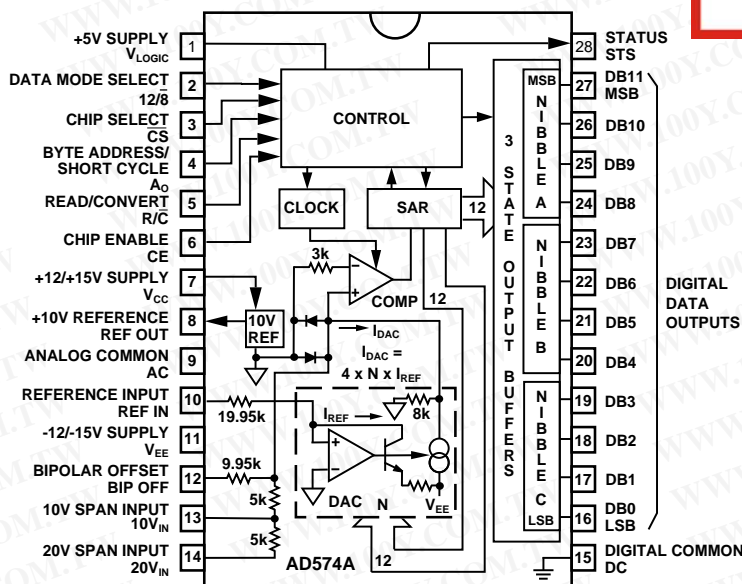 +5V SUPPLY
VLOGIC
1
DATA MODE SELECT
12/8̅
2
CHIP SELECT
C̅S̅
3
BYTE ADDRESS/
SHORT CYCLE
AO
4
READ/CONVERT
R/C̅
5
CHIP ENABLE
CE
6
+12/+15V SUPPLY
VCC
7
+10V REFERENCE
REF OUT
8
ANALOG COMMON
AC
9
REFERENCE INPUT
REF IN
10
-12/-15V SUPPLY
VEE
11
BIPOLAR OFFSET
BIP OFF
12
10V SPAN INPUT
10VIN
13
20V SPAN INPUT
20VIN
14
CONTROL
CLOCK
SAR
12
3k
COMP
12
10V
REF
IDAC
IDAC =
4 x N x IREF
19.95k
IREF
8k
9.95k
5k
5k
DAC
N
VEE
12
AD574A
3 STATE OUTPUT BUFFERS
MSB
NIBBLE A
NIBBLE B
NIBBLE C
LSB
28
STATUS
STS
27
DB11
MSB
26
DB10
25
DB9
24
DB8
23
DB7
22
DB6
21
DB5
20
DB4
19
DB3
18
DB2
17
DB1
16
DB0
LSB
15
DIGITAL COMMON
DC
DIGITAL
DATA
OUTPUTS
WWW.100Y.COM.TW